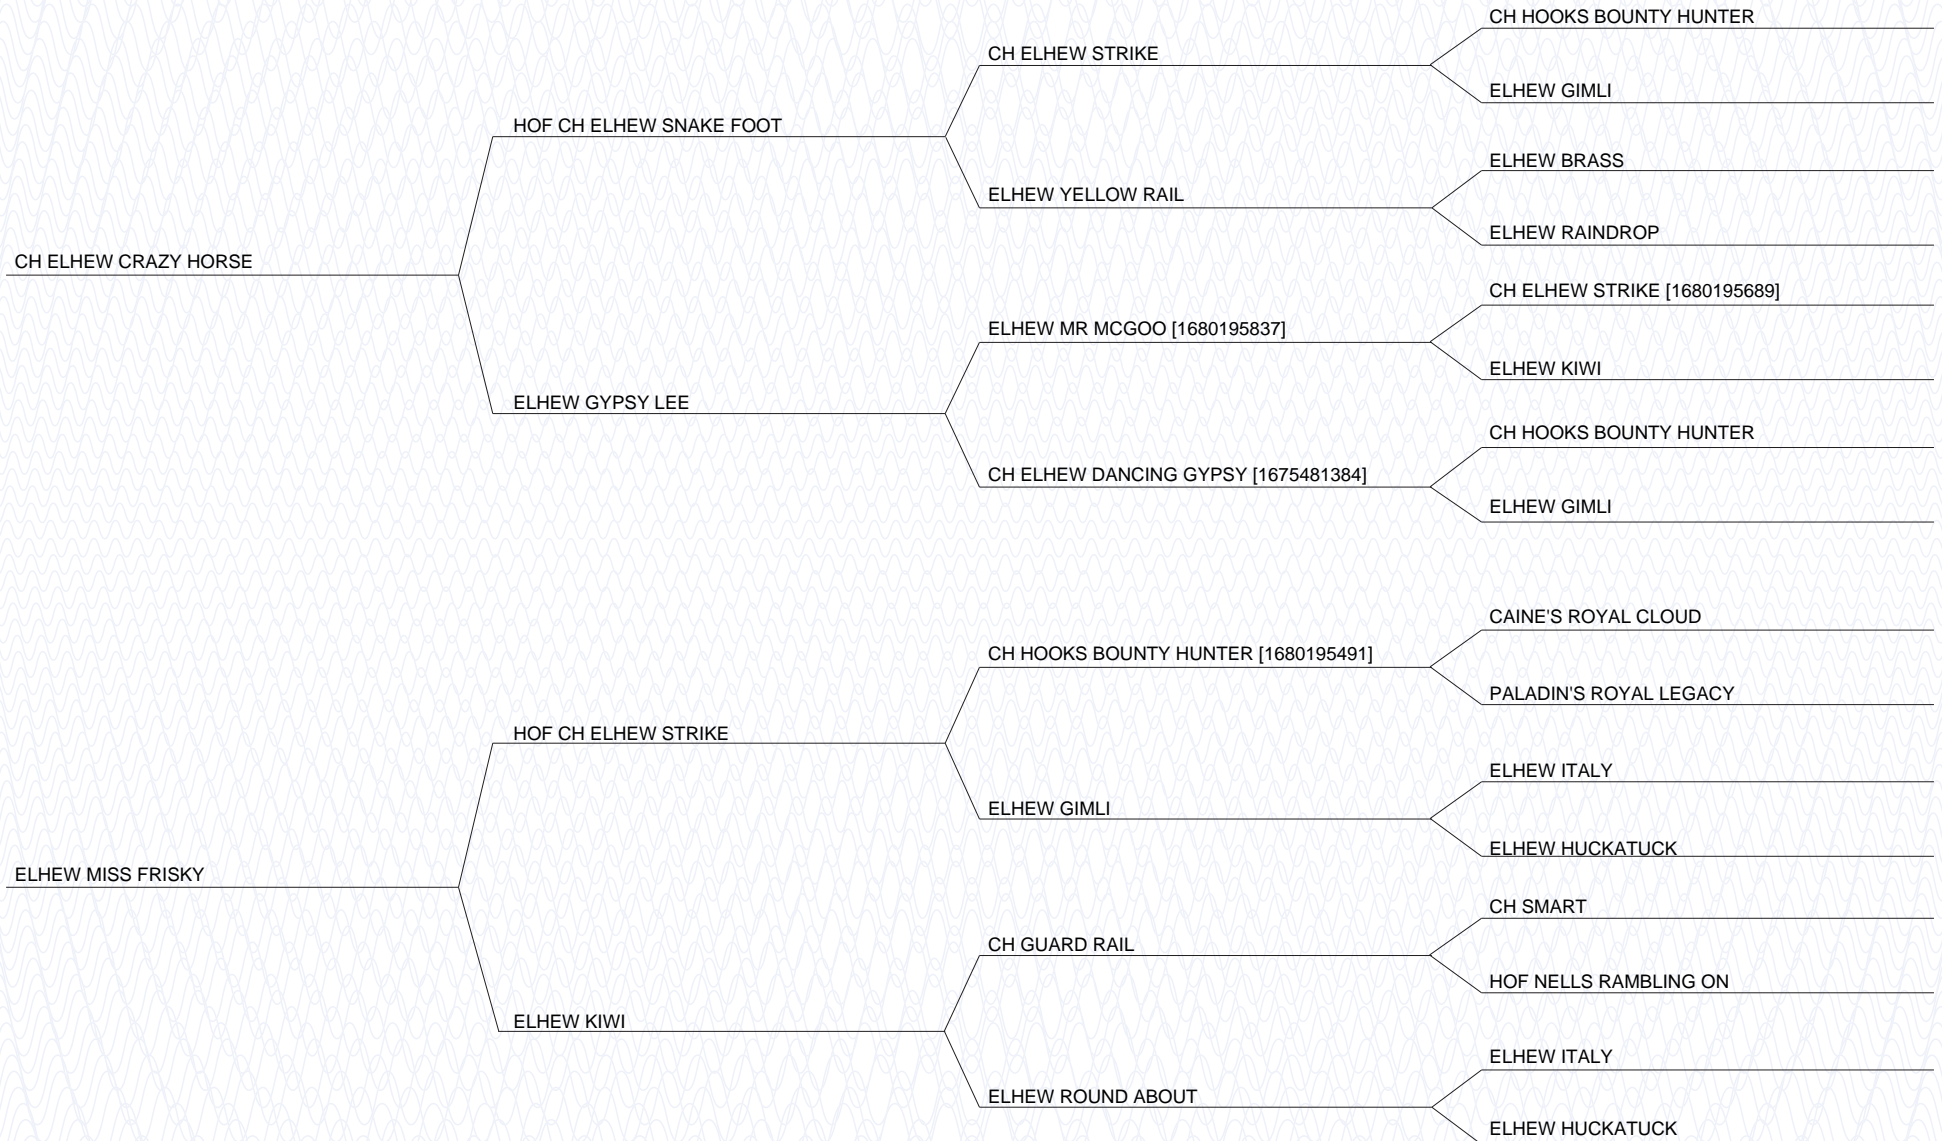 CH HOOKS BOUNTY HUNTER
CH ELHEW STRIKE
ELHEW GIMLI
HOF CH ELHEW SNAKE FOOT
ELHEW BRASS
ELHEW YELLOW RAIL
ELHEW RAINDROP
CH ELHEW CRAZY HORSE
CH ELHEW STRIKE [1680195689]
ELHEW MR MCGOO [1680195837]
ELHEW KIWI
ELHEW GYPSY LEE
CH HOOKS BOUNTY HUNTER
CH ELHEW DANCING GYPSY [1675481384]
ELHEW GIMLI
CAINE'S ROYAL CLOUD
CH HOOKS BOUNTY HUNTER [1680195491]
PALADIN'S ROYAL LEGACY
HOF CH ELHEW STRIKE
ELHEW ITALY
ELHEW GIMLI
ELHEW HUCKATUCK
ELHEW MISS FRISKY
CH SMART
CH GUARD RAIL
HOF NELLS RAMBLING ON
ELHEW KIWI
ELHEW ITALY
ELHEW ROUND ABOUT
ELHEW HUCKATUCK